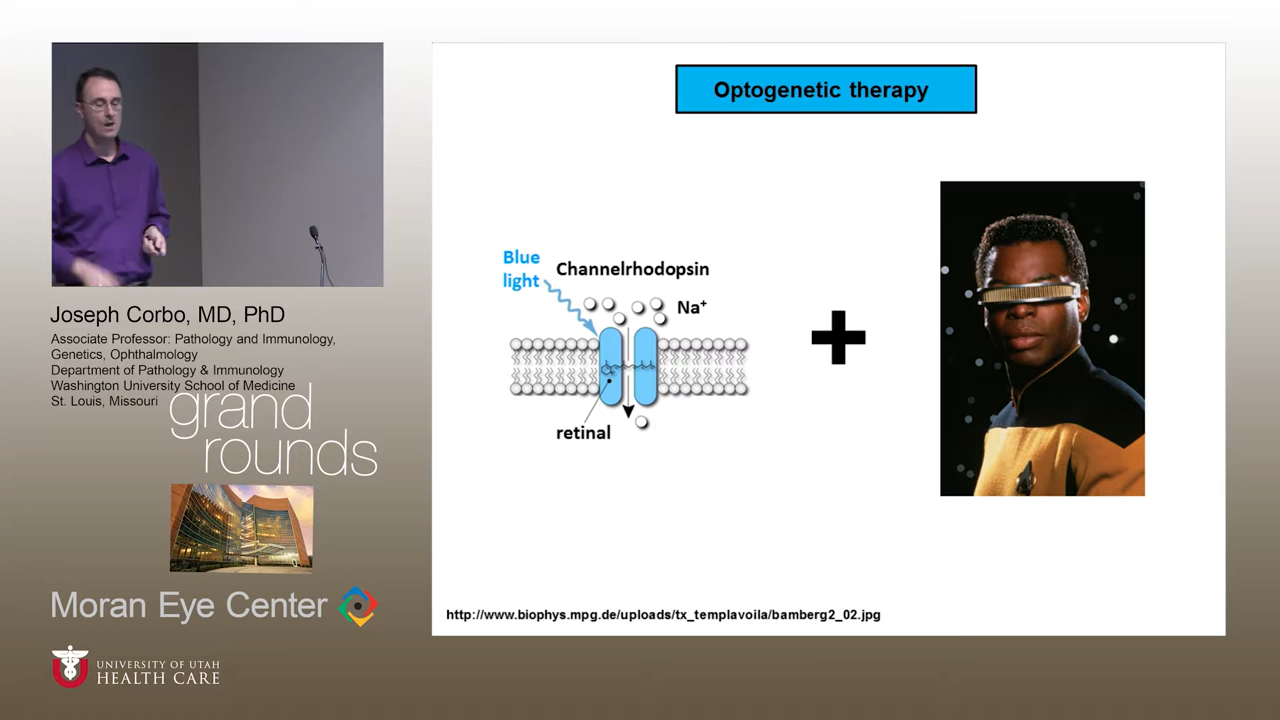 Optogenetic therapy
Blue
light
Channelrhodopsin
Na⁺
retinal
http://www.biophys.mpg.de/uploads/tx_templavoila/bamberg2_02.jpg
Joseph Corbo, MD, PhD
Associate Professor: Pathology and Immunology,
Genetics, Ophthalmology
Department of Pathology & Immunology
Washington University School of Medicine
St. Louis, Missouri
grand
rounds
Moran Eye Center
U
UNIVERSITY OF UTAH
HEALTH CARE